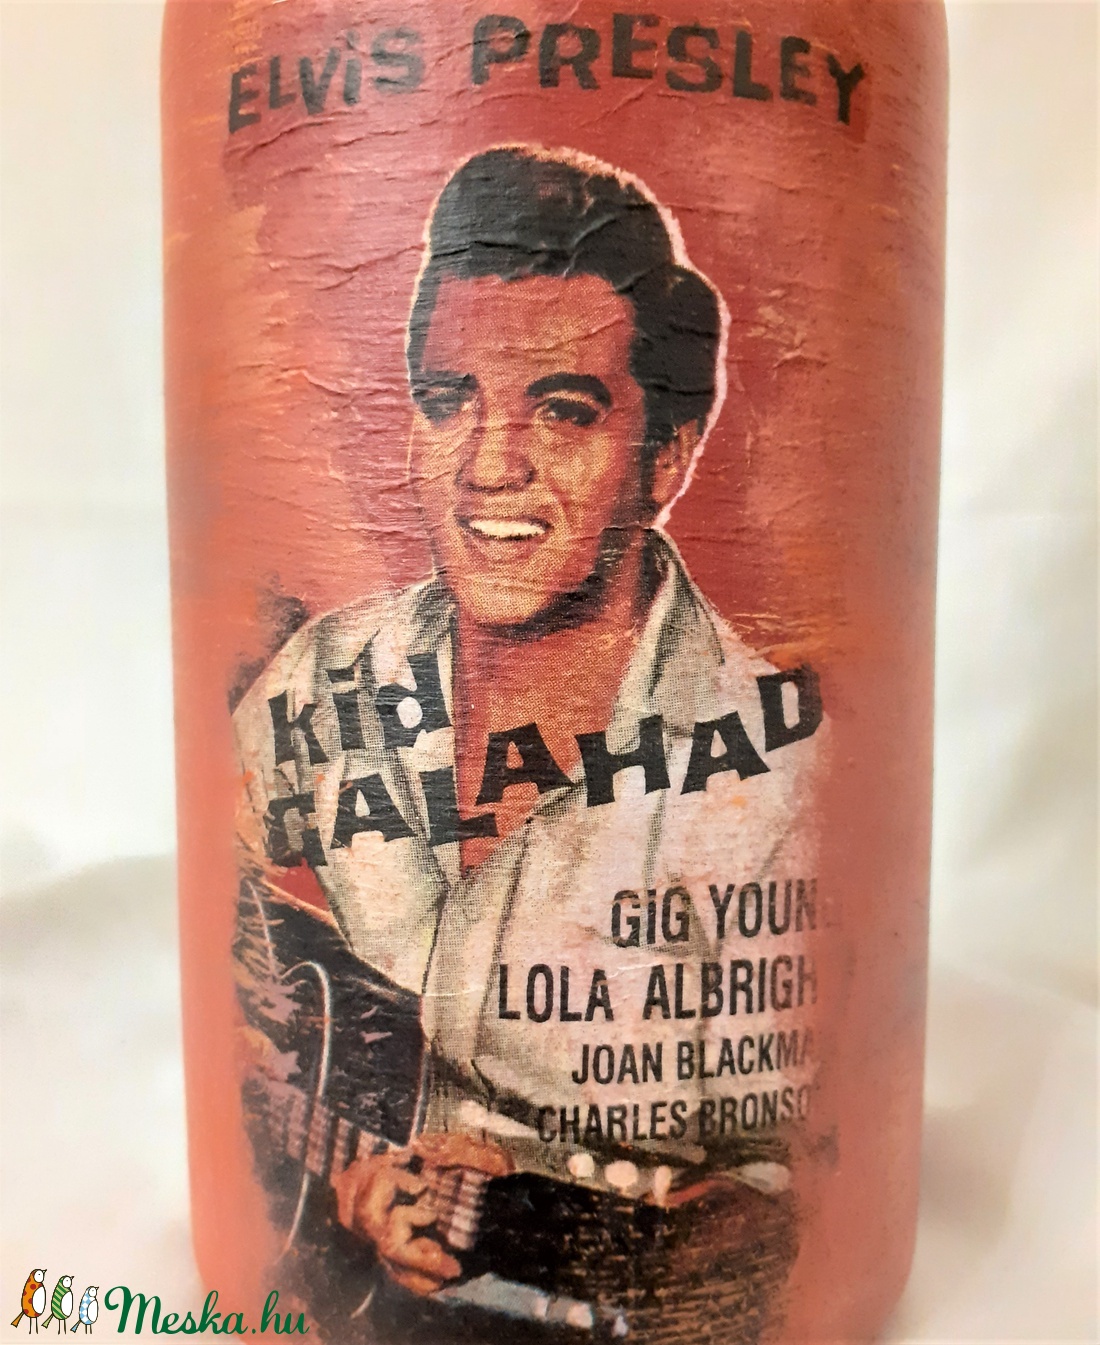 ELViS PRESLEY
kid
GALAHAD
GiG YOUN
LOLA ALBRIGH
JOAN BLACKMA
CHARLES BRONSO
Meska.hu